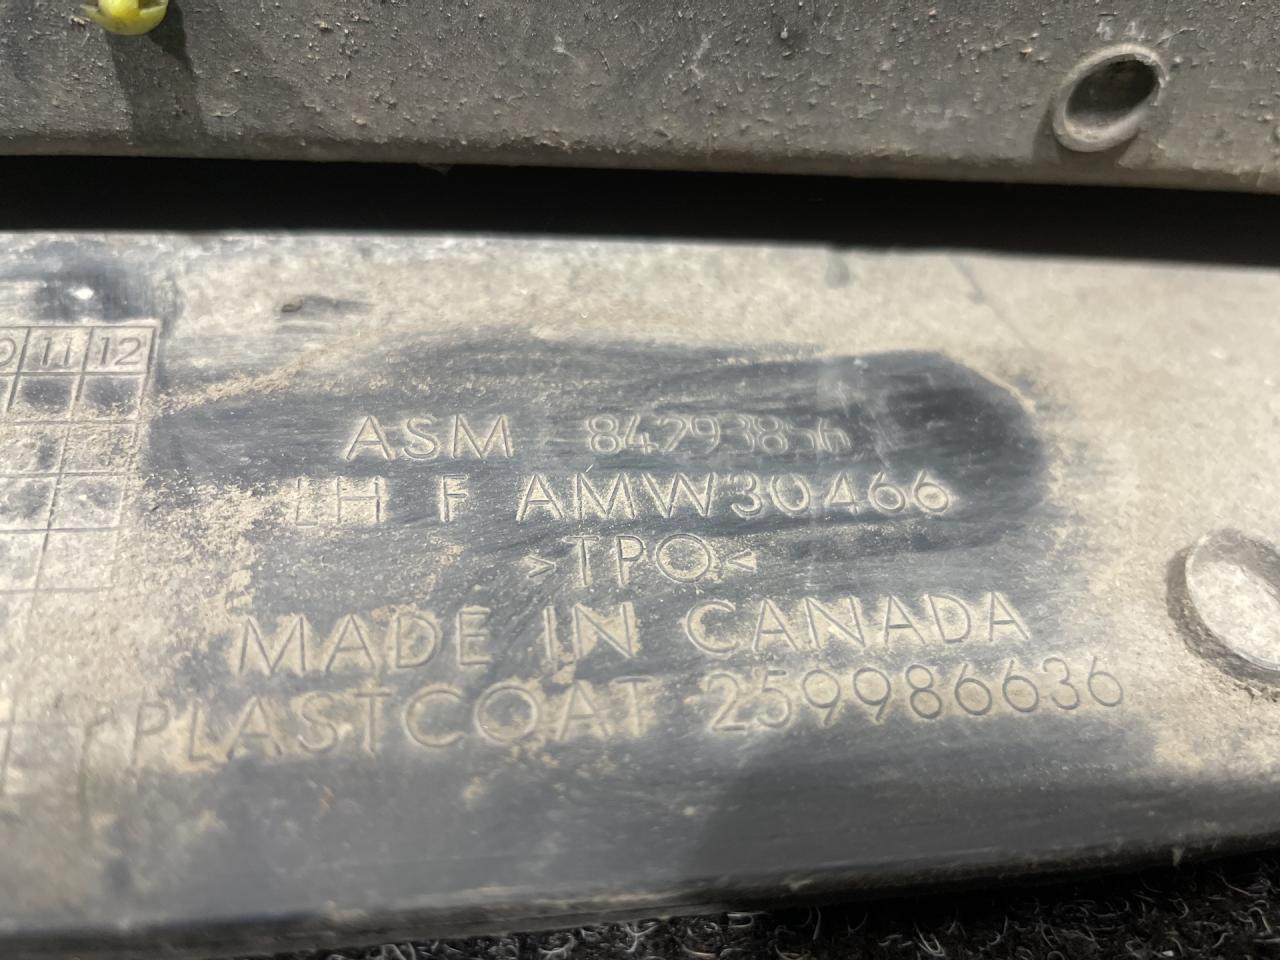 11 12
ASM 84293856
LH F AMW30466
>TPO<
MADE IN CANADA
PLASTCOAT 259986636